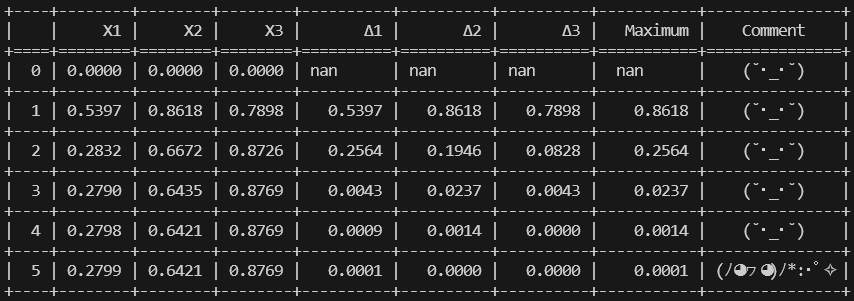 +----+--------+--------+--------+--------+--------+--------+-----------+--------------+
|    |     X1 |     X2 |     X3 |     Δ1 |     Δ2 |     Δ3 |   Maximum |   Comment    |
+====+========+========+========+========+========+========+===========+==============+
|  0 | 0.0000 | 0.0000 | 0.0000 | nan | nan | nan | nan | (˘･_･˘) |
+----+--------+--------+--------+--------+--------+--------+-----------+--------------+
|  1 | 0.5397 | 0.8618 | 0.7898 | 0.5397 | 0.8618 | 0.7898 | 0.8618 | (˘･_･˘) |
+----+--------+--------+--------+--------+--------+--------+-----------+--------------+
|  2 | 0.2832 | 0.6672 | 0.8726 | 0.2564 | 0.1946 | 0.0828 | 0.2564 | (˘･_･˘) |
+----+--------+--------+--------+--------+--------+--------+-----------+--------------+
|  3 | 0.2790 | 0.6435 | 0.8769 | 0.0043 | 0.0237 | 0.0043 | 0.0237 | (˘･_･˘) |
+----+--------+--------+--------+--------+--------+--------+-----------+--------------+
|  4 | 0.2798 | 0.6421 | 0.8769 | 0.0009 | 0.0014 | 0.0000 | 0.0014 | (˘･_･˘) |
+----+--------+--------+--------+--------+--------+--------+-----------+--------------+
|  5 | 0.2799 | 0.6421 | 0.8769 | 0.0001 | 0.0000 | 0.0000 | 0.0001 | (ﾉ◕ヮ◕)ﾉ*:･ﾟ✧ |
+----+--------+--------+--------+--------+--------+--------+-----------+--------------+